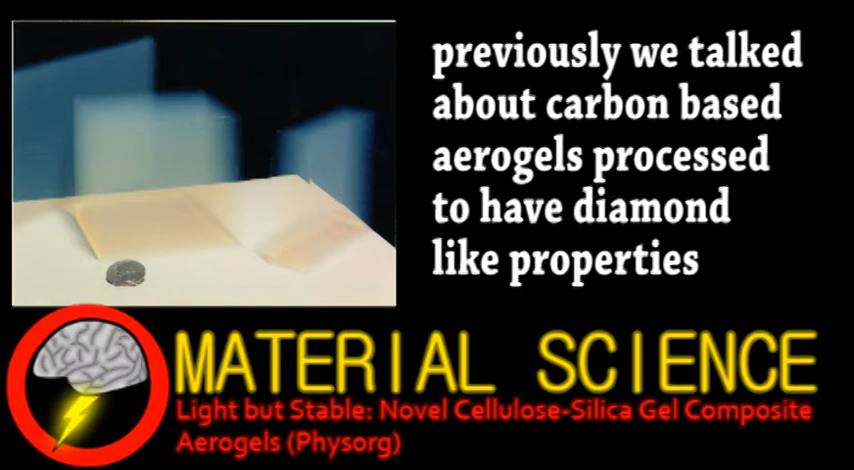 previously we talked
about carbon based
aerogels processed
to have diamond
like properties
MATERIAL SCIENCE
Light but Stable: Novel Cellulose-Silica Gel Composite
Aerogels (Physorg)